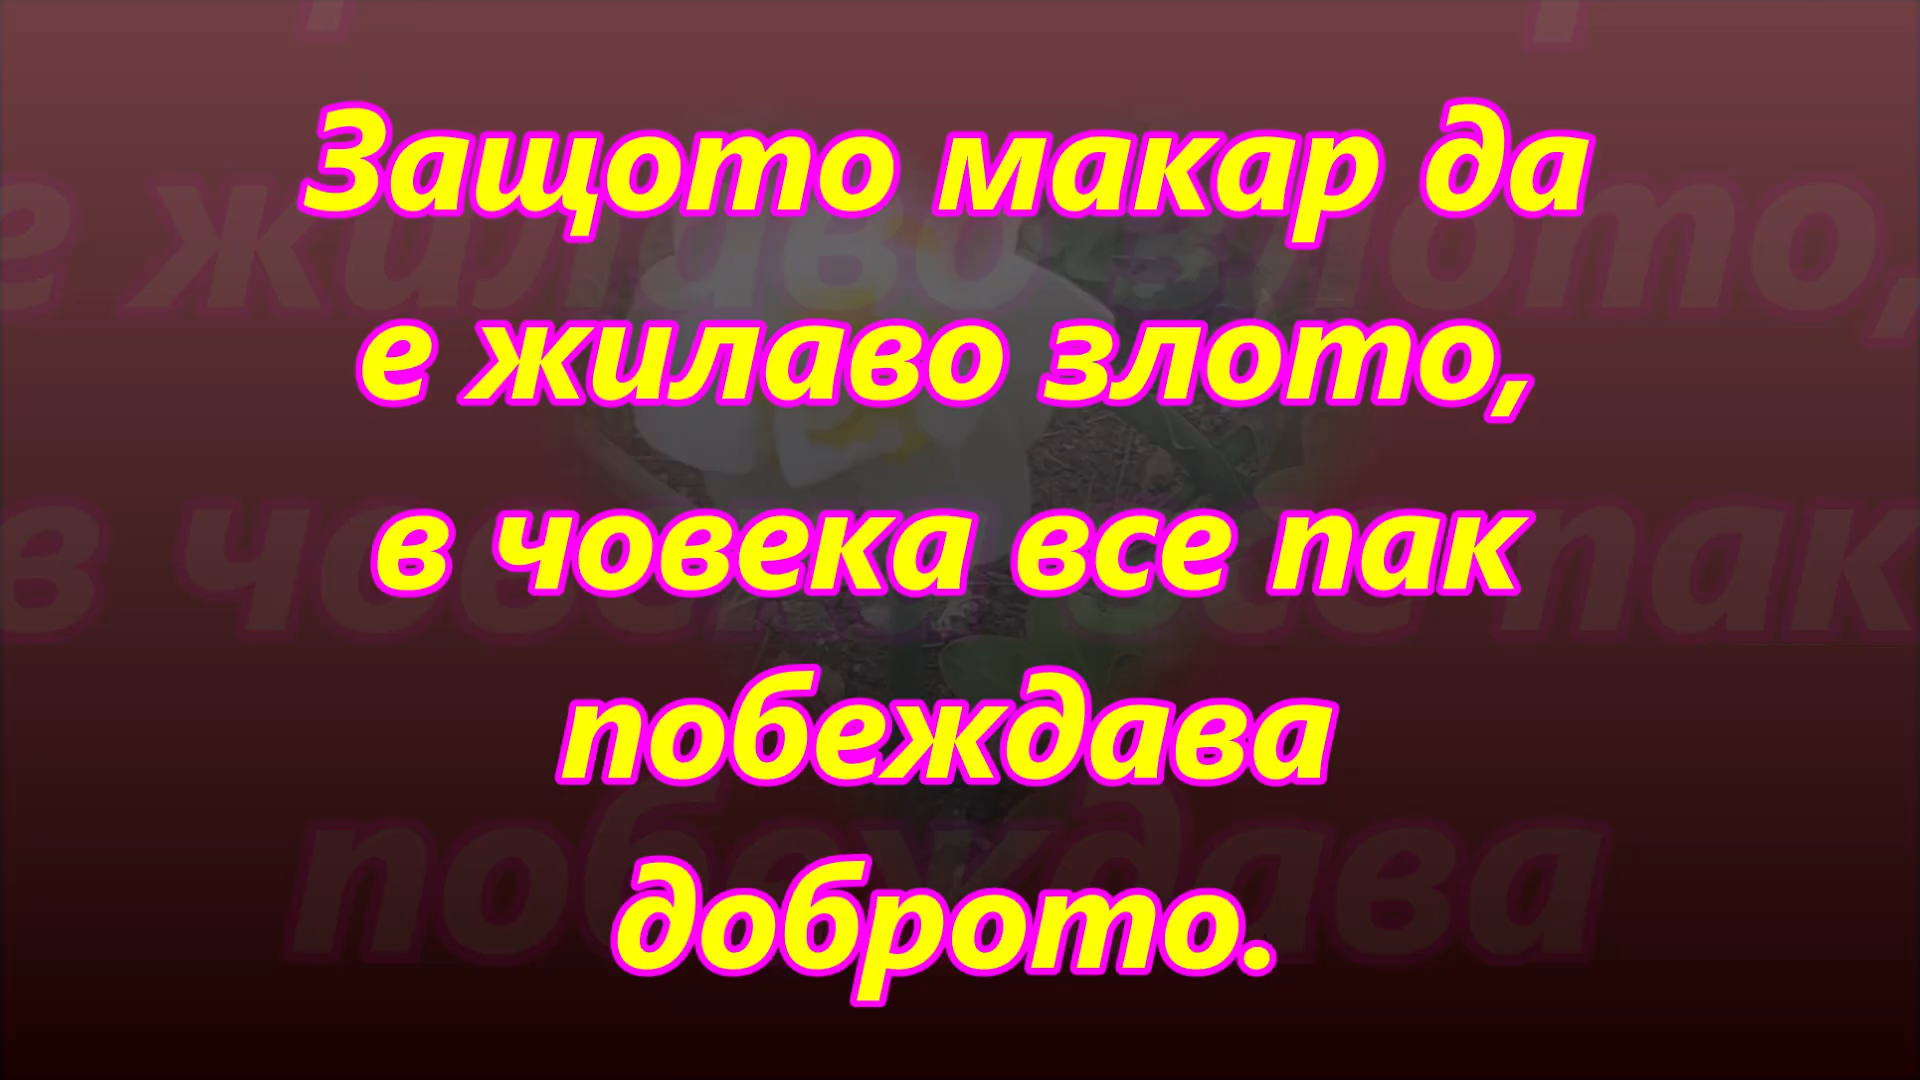 Защото макар да
е жилаво злото,
в човека все пак
побеждава
доброто.